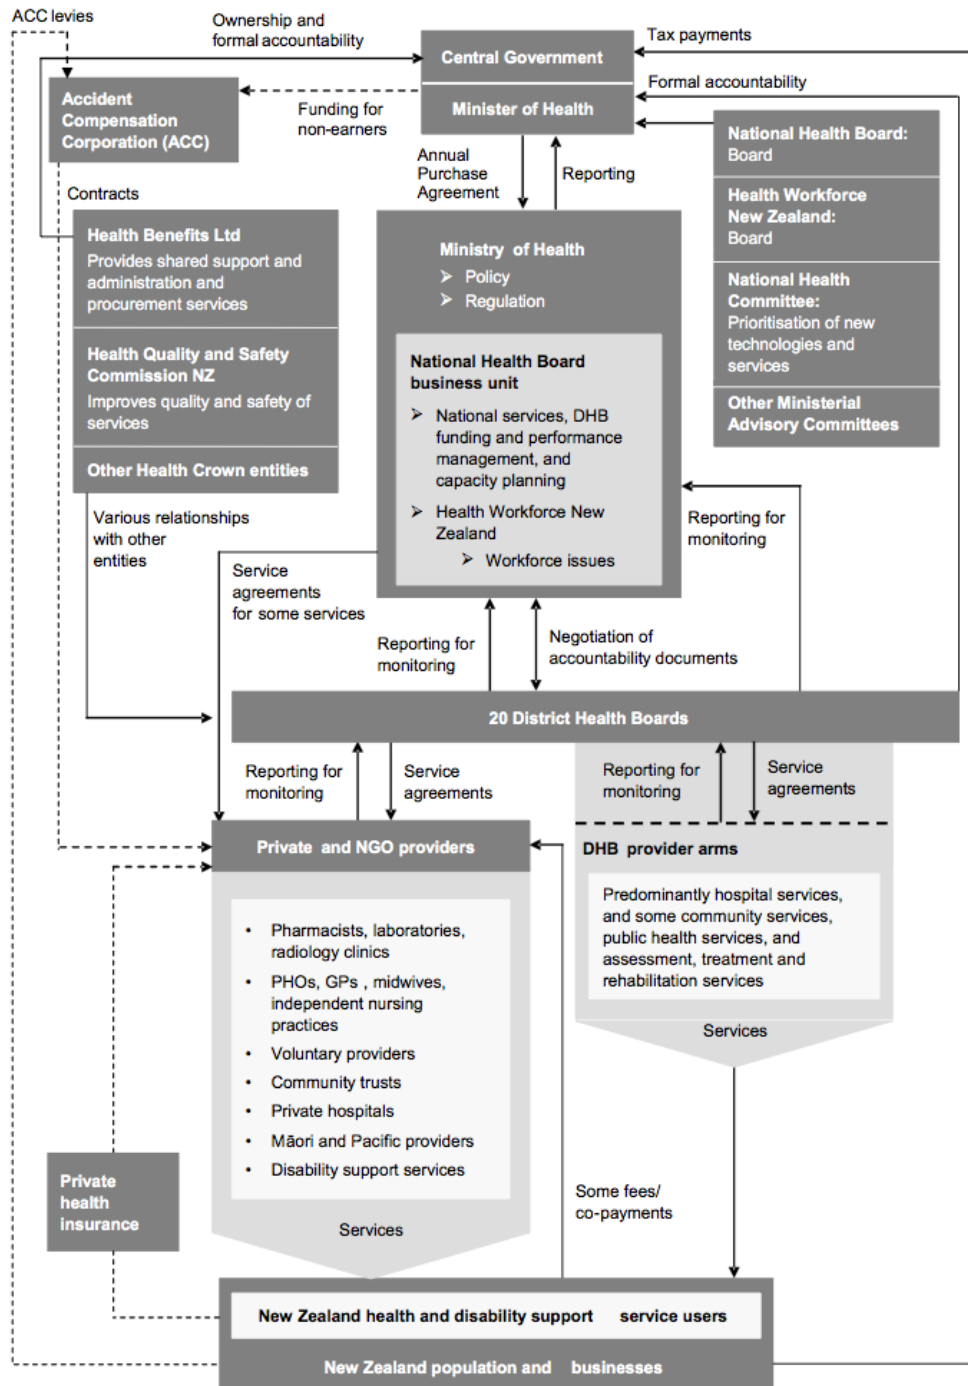 ACC levies
Ownership and
formal accountability
Tax payments
Central Government
Minister of Health
Formal accountability
Accident
Compensation
Corporation (ACC)
Funding for
non-earners
National Health Board:
Board
Health Workforce
New Zealand:
Board
National Health
Committee:
Prioritisation of new
technologies and
services
Other Ministerial
Advisory Committees
Annual
Purchase
Agreement
Reporting
Contracts
Health Benefits Ltd
Provides shared support and
administration and
procurement services
Health Quality and Safety
Commission NZ
Improves quality and safety of
services
Other Health Crown entities
Ministry of Health
➢ Policy
➢ Regulation
National Health Board
business unit
➢ National services, DHB
funding and performance
management, and
capacity planning
➢ Health Workforce New
Zealand
➢ Workforce issues
Various relationships
with other
entities
Service
agreements
for some services
Reporting for
monitoring
Reporting for
monitoring
Negotiation of
accountability documents
20 District Health Boards
Reporting for
monitoring
Service
agreements
Reporting for
monitoring
Service
agreements
Private and NGO providers
• Pharmacists, laboratories,
radiology clinics
• PHOs, GPs , midwives,
independent nursing
practices
• Voluntary providers
• Community trusts
• Private hospitals
• Māori and Pacific providers
• Disability support services
Services
DHB provider arms
Predominantly hospital services,
and some community services,
public health services, and
assessment, treatment and
rehabilitation services
Services
Private
health
insurance
Some fees/
co-payments
New Zealand health and disability support service users
New Zealand population and businesses